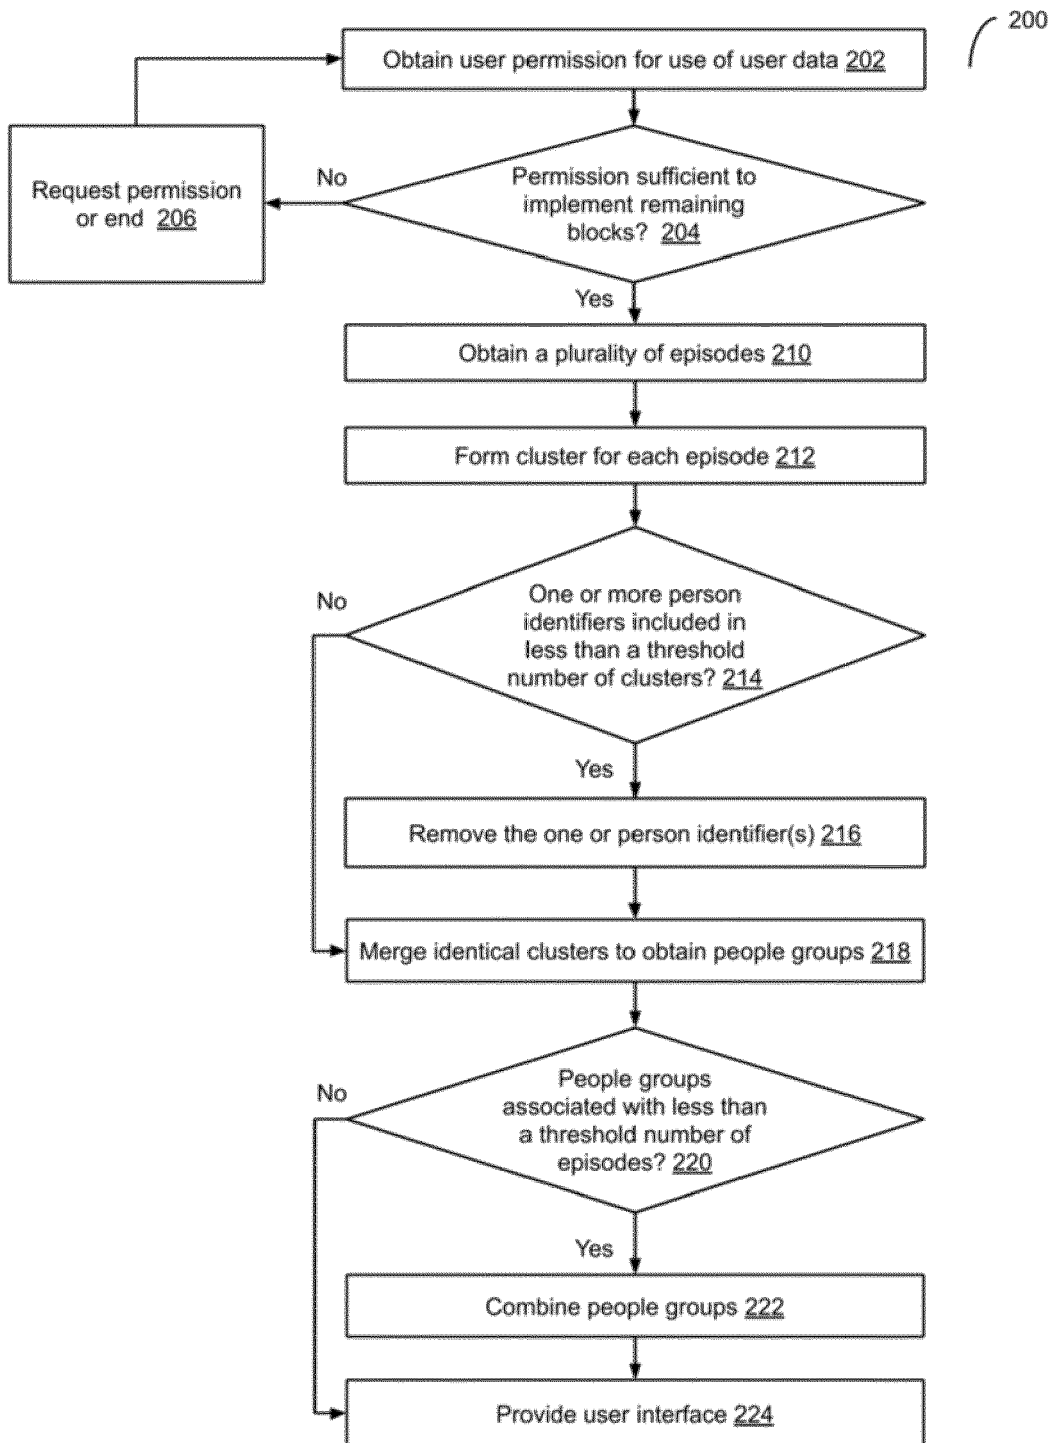 200
Obtain user permission for use of user data 202
No
Permission sufficient to
implement remaining
blocks? 204
Request permission
or end 206
Yes
Obtain a plurality of episodes 210
Form cluster for each episode 212
No
One or more person
identifiers included in
less than a threshold
number of clusters? 214
Yes
Remove the one or person identifier(s) 216
Merge identical clusters to obtain people groups 218
No
People groups
associated with less than
a threshold number of
episodes? 220
Yes
Combine people groups 222
Provide user interface 224